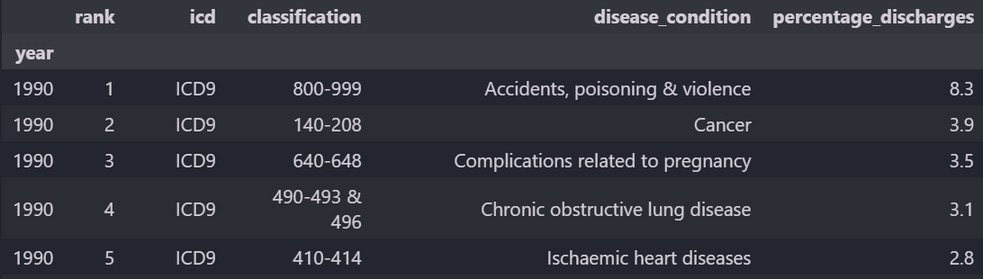 rank icd classification disease_condition percentage_discharges
year
1990 1 ICD9 800-999 Accidents, poisoning & violence 8.3
1990 2 ICD9 140-208 Cancer 3.9
1990 3 ICD9 640-648 Complications related to pregnancy 3.5
1990 4 ICD9 490-493 & 496 Chronic obstructive lung disease 3.1
1990 5 ICD9 410-414 Ischaemic heart diseases 2.8